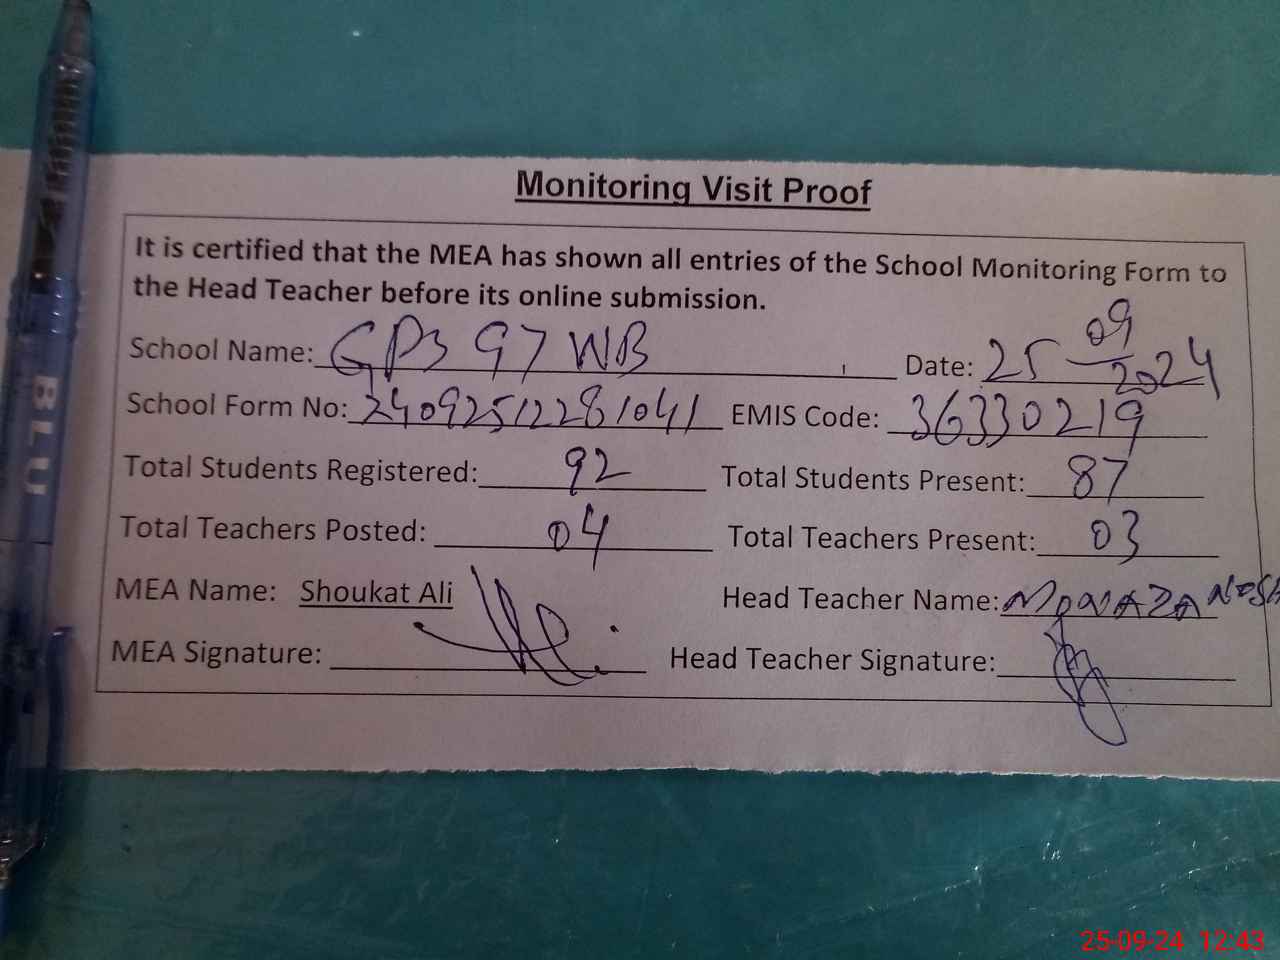 Monitoring Visit Proof
It is certified that the MEA has shown all entries of the School Monitoring Form to
the Head Teacher before its online submission.
School Name: GPS 97 WB Date: 25 09 2024
School Form No: 24092512281041 EMIS Code: 36330219
Total Students Registered: 92 Total Students Present: 87
Total Teachers Posted: 04 Total Teachers Present: 03
MEA Name: Shoukat Ali Head Teacher Name:
MEA Signature: Head Teacher Signature:
BLU
25-09-24 12:43